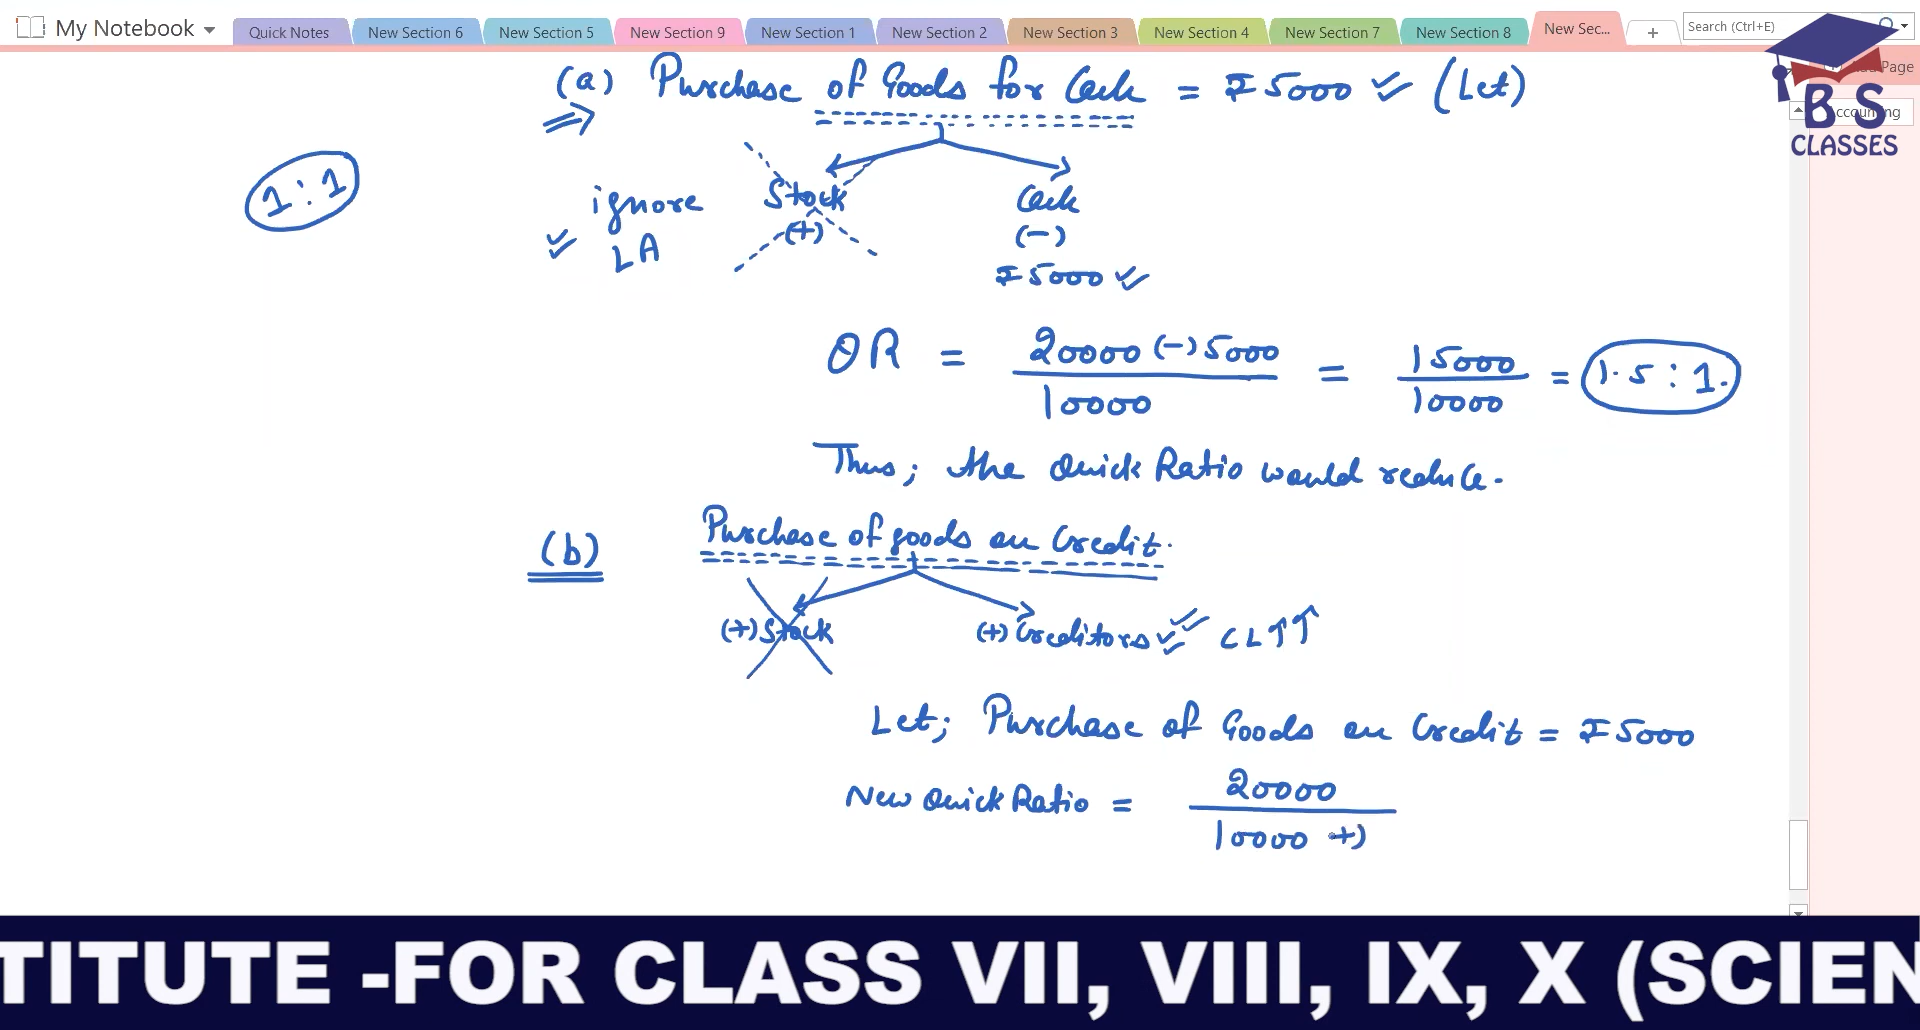 My Notebook
Quick Notes
New Section 6
New Section 5
New Section 9
New Section 1
New Section 2
New Section 3
New Section 4
New Section 7
New Section 8
New Sec...
+
Search (Ctrl+E)
Add Page
ccounting
BS
CLASSES
(a) Purchase of Goods for Cash = ₹5000 (Let)
1:1
ignore
LA
Stock
(+)
Cash
(-)
₹5000
QR = 20000 (-) 5000 / 10000 = 15000 / 10000 = 1.5 : 1.
Thus; the Quick Ratio would reduce.
(b) Purchase of goods on Credit.
(+) Stock
(+) Creditors CL↑↑
Let; Purchase of Goods on Credit = ₹5000
New Quick Ratio = 20000 / 10000 +)
TITUTE -FOR CLASS VII, VIII, IX, X (SCIEN